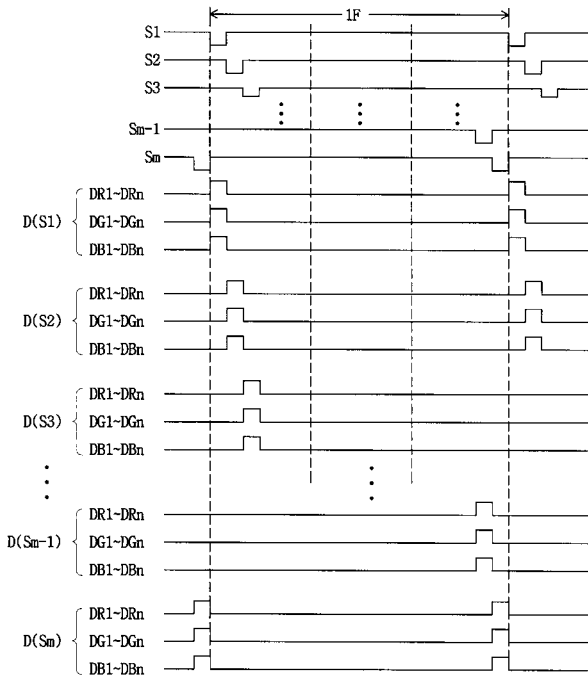 1F
S1
S2
S3
Sm-1
Sm
D(S1)
DR1~DRn
DG1~DGn
DB1~DBn
D(S2)
DR1~DRn
DG1~DGn
DB1~DBn
D(S3)
DR1~DRn
DG1~DGn
DB1~DBn
D(Sm-1)
DR1~DRn
DG1~DGn
DB1~DBn
D(Sm)
DR1~DRn
DG1~DGn
DB1~DBn